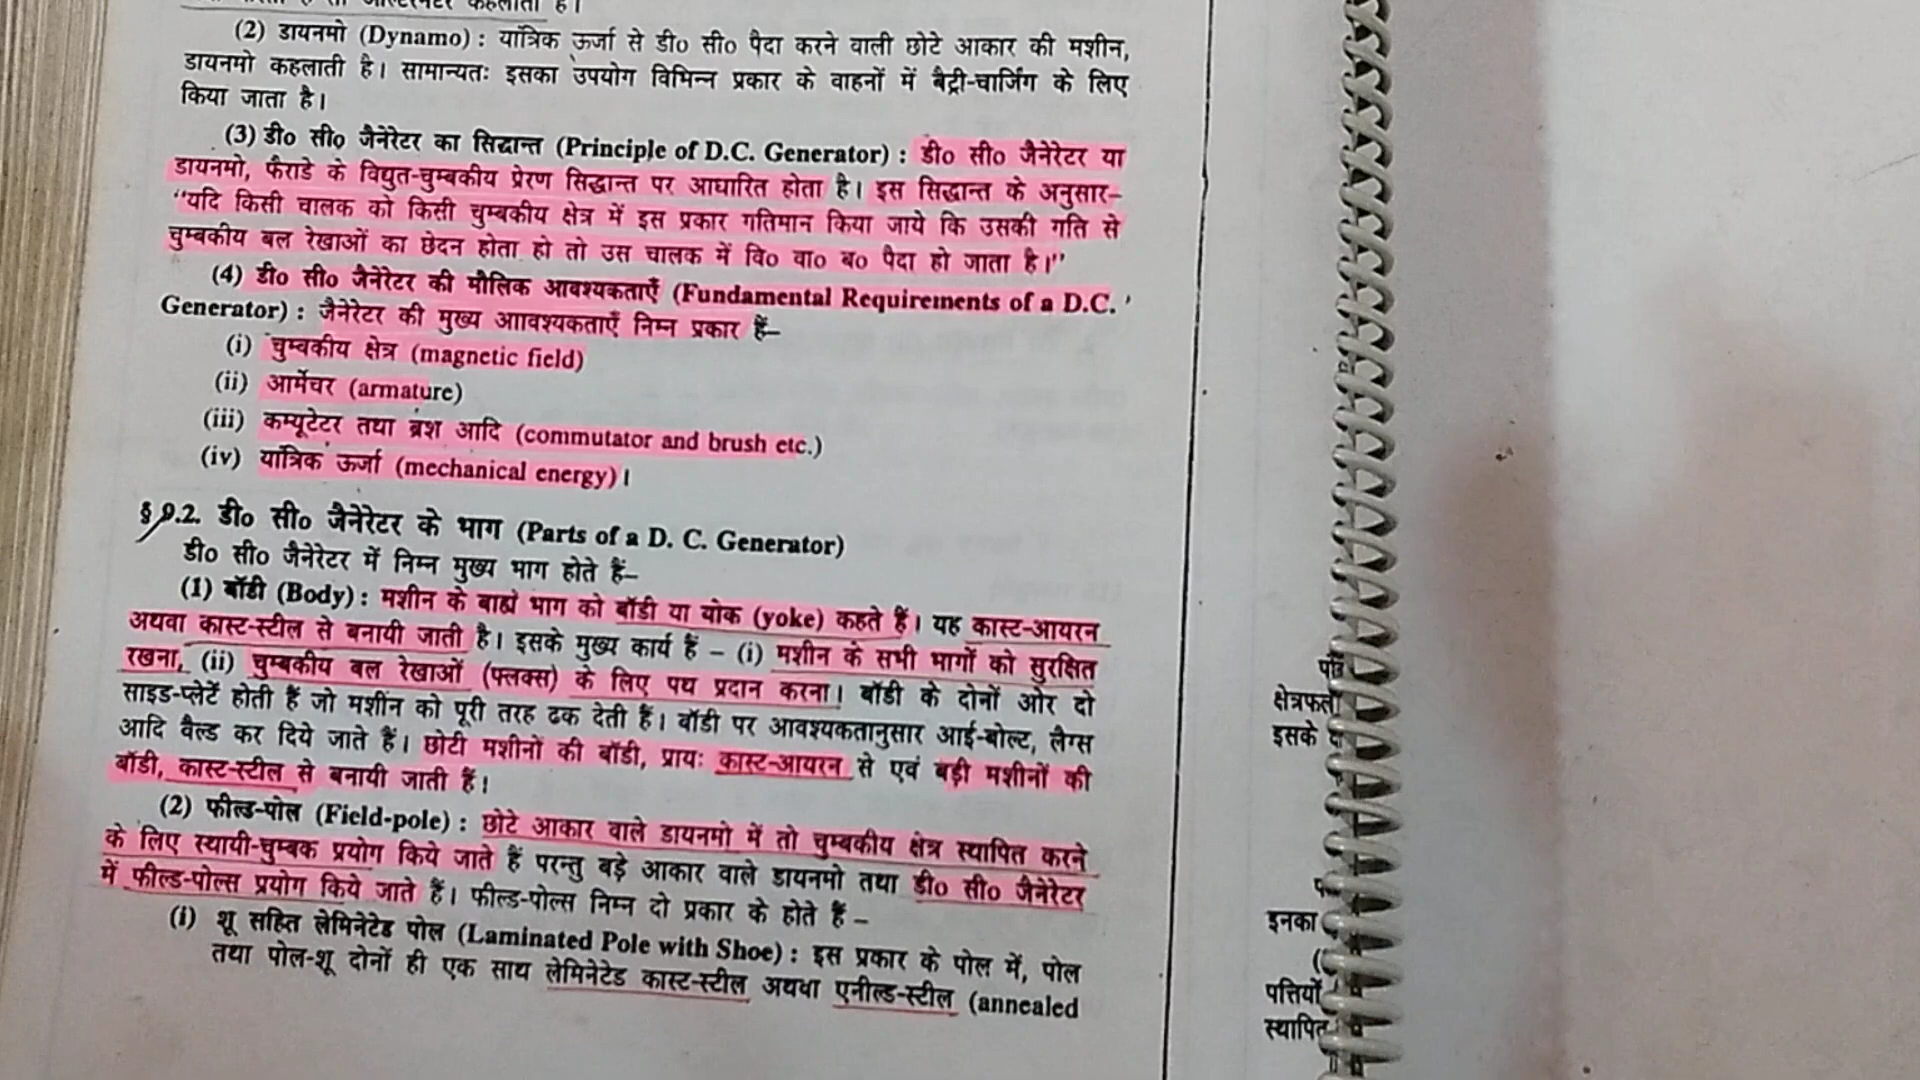 कहलाता है।
(2) डायनमो (Dynamo) : यांत्रिक ऊर्जा से डी० सी० पैदा करने वाली छोटे आकार की मशीन,
डायनमो कहलाती है। सामान्यतः इसका उपयोग विभिन्न प्रकार के वाहनों में बैट्री-चार्जिंग के लिए
किया जाता है।
(3) डी० सी० जैनेरेटर का सिद्धान्त (Principle of D.C. Generator) : डी० सी० जैनेरेटर या
डायनमो, फैराडे के विद्युत-चुम्बकीय प्रेरण सिद्धान्त पर आधारित होता है। इस सिद्धान्त के अनुसार–
“यदि किसी चालक को किसी चुम्बकीय क्षेत्र में इस प्रकार गतिमान किया जाये कि उसकी गति से
चुम्बकीय बल रेखाओं का छेदन होता हो तो उस चालक में वि० वा० ब० पैदा हो जाता है।”
(4) डी० सी० जैनेरेटर की मौलिक आवश्यकताएँ (Fundamental Requirements of a D.C.
Generator) : जैनेरेटर की मुख्य आावश्यकताएँ निम्न प्रकार हैं–
(i) चुम्बकीय क्षेत्र (magnetic field)
(ii) आर्मेचर (armature)
(iii) कम्यूटेटर तथा ब्रश आदि (commutator and brush etc.)
(iv) यांत्रिक ऊर्जा (mechanical energy)।
§ 9.2. डी० सी० जैनेरेटर के भाग (Parts of a D. C. Generator)
डी० सी० जैनेरेटर में निम्न मुख्य भाग होते हैं–
(1) बॉडी (Body) : मशीन के बाह्य भाग को बॉडी या योक (yoke) कहते हैं। यह कास्ट-आयरन
अथवा कास्ट-स्टील से बनायी जाती है। इसके मुख्य कार्य हैं – (i) मशीन के सभी भागों को सुरक्षित
रखना, (ii) चुम्बकीय बल रेखाओं (फ्लक्स) के लिए पथ प्रदान करना। बॉडी के दोनों ओर दो
साइड-प्लेटें होती हैं जो मशीन को पूरी तरह ढक देती हैं। बॉडी पर आवश्यकतानुसार आई-बोल्ट, लैग्स
आदि वैल्ड कर दिये जाते हैं। छोटी मशीनों की बॉडी, प्रायः कास्ट-आयरन से एवं बड़ी मशीनों की
बॉडी, कास्ट-स्टील से बनायी जाती हैं।
(2) फील्ड-पोल (Field-pole) : छोटे आकार वाले डायनमो में तो चुम्बकीय क्षेत्र स्थापित करने
के लिए स्थायी-चुम्बक प्रयोग किये जाते हैं परन्तु बड़े आकार वाले डायनमो तथा डी० सी० जैनेरेटर
में फील्ड-पोल्स प्रयोग किये जाते हैं। फील्ड-पोल्स निम्न दो प्रकार के होते हैं –
(i) शू सहित लेमिनेटेड पोल (Laminated Pole with Shoe) : इस प्रकार के पोल में, पोल
तथा पोल-शू दोनों ही एक साथ लेमिनेटेड कास्ट-स्टील अथवा एनील्ड-स्टील (annealed
क्षेत्रफल
इसके
इनका
(
पत्तियों
स्थापित